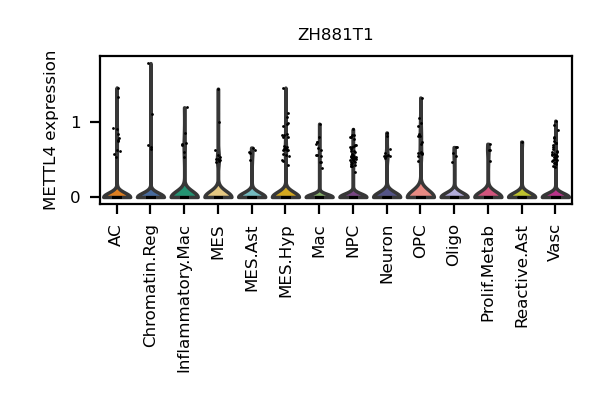 ZH881T1
METTL4 expression
1
0
AC
Chromatin.Reg
Inflammatory.Mac
MES
MES.Ast
MES.Hyp
Mac
NPC
Neuron
OPC
Oligo
Prolif.Metab
Reactive.Ast
Vasc